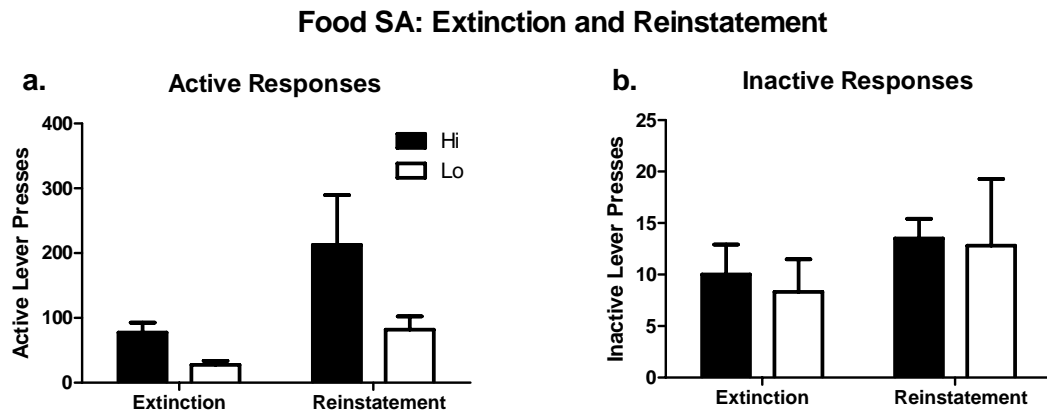 Food SA: Extinction and Reinstatement
a.
Active Responses
Active Lever Presses
400
300
200
100
0
Hi
Lo
Extinction
Reinstatement
b.
Inactive Responses
Inactive Lever Presses
25
20
15
10
5
0
Extinction
Reinstatement